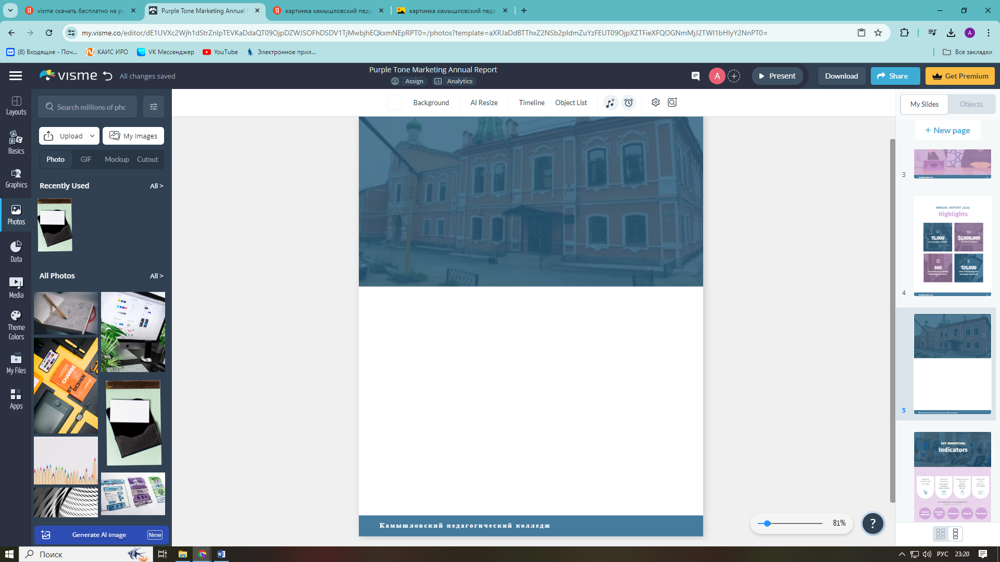 visme скачать бесплатно на ру
Purple Tone Marketing Annual
картинка камышловский педа
картинка камышловский педа
my.visme.co/editor/dE1UVXc2Wjh1dStrZnlpTEVKaDdaQT09OjpDZWJSOFhDSDV1TjMwbjhEQkxmNEpRPT0=/photos?template=aXRJaDdBTThxZ2NSb2pIdmZuYzFEUT09OjpXZTFieXFQOGNmMjJ2TWl1bHlyY2NnPT0=
A
(8) Входящие - Поч...
КАИС ИРО
VK Мессенджер
YouTube
Электронное прил...
Все закладки
visme
All changes saved
Purple Tone Marketing Annual Report
Assign
Analytics
A
Present
Download
Share
Get Premium
Layouts
Basics
Graphics
Photos
Data
Media
Theme
Colors
My Files
Apps
Search millions of phc
Upload
My Images
Photo
GIF
Mockup
Cutout
Recently Used
All >
All Photos
All >
CHANGE
BY
DESIGN
Generate AI image
New
Background
AI Resize
Timeline
Object List
Камышловский педагогический колледж
81%
?
My Slides
Objects
+ New page
3
ANNUAL REPORT 2020:
Highlights
15,000
$2,000,000
450
125,000
4
5
KEY MARKETING
Indicators
Поиск
РУС
23:20